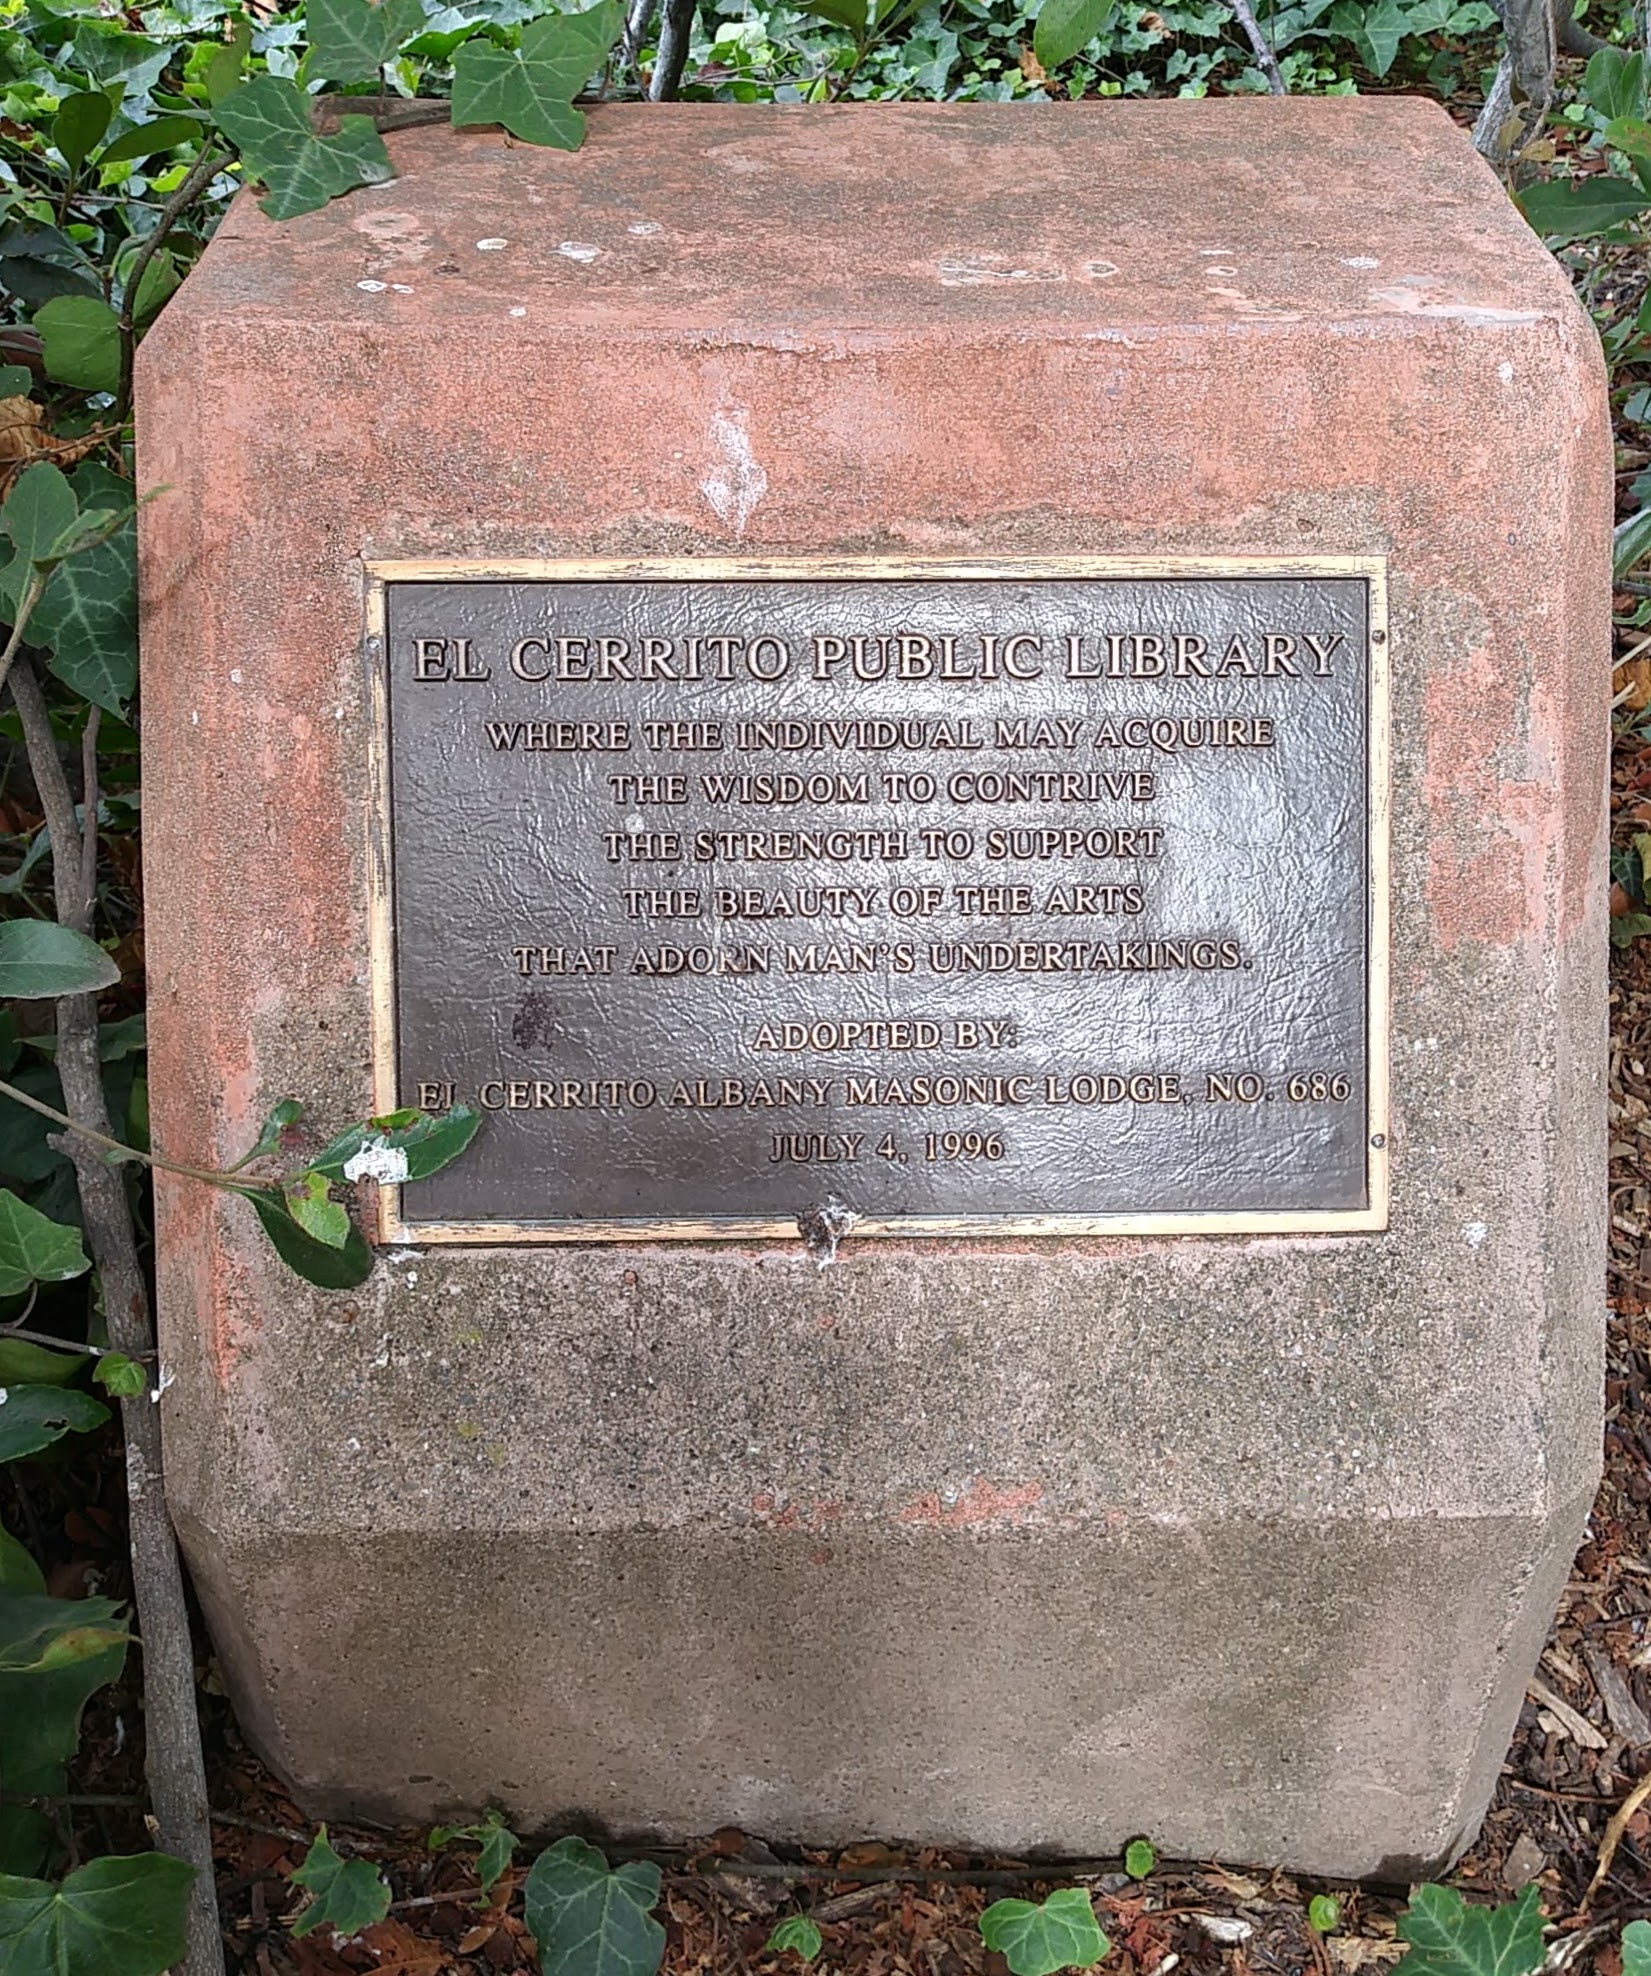 EL CERRITO PUBLIC LIBRARY
WHERE THE INDIVIDUAL MAY ACQUIRE
THE WISDOM TO CONTRIVE
THE STRENGTH TO SUPPORT
THE BEAUTY OF THE ARTS
THAT ADORN MAN'S UNDERTAKINGS.
ADOPTED BY:
EL CERRITO ALBANY MASONIC LODGE, NO. 686
JULY 4, 1996